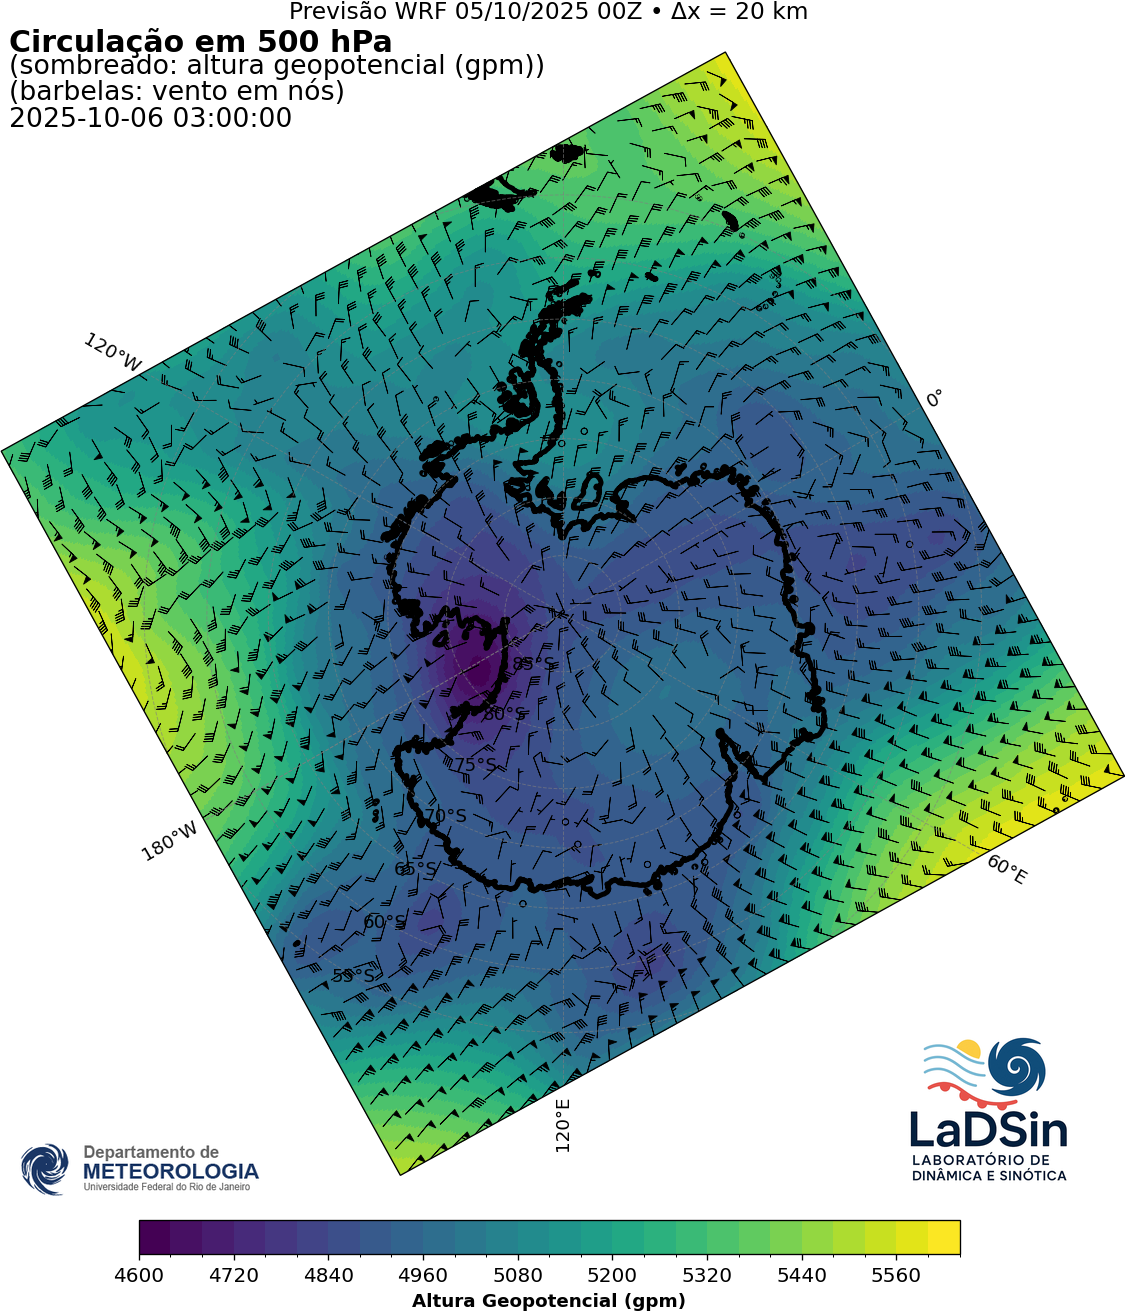 Previsão WRF 05/10/2025 00Z • Δx = 20 km
Circulação em 500 hPa
(sombreado: altura geopotencial (gpm))
(barbelas: vento em nós)
2025-10-06 03:00:00
120°W
0°
85°S
80°S
75°S
70°S
180°W
65°S
60°E
60°S
55°S
120°E
LaDSin
LABORATÓRIO DE
DINÂMICA E SINÓTICA
Departamento de
METEOROLOGIA
Universidade Federal do Rio de Janeiro
4600 4720 4840 4960 5080 5200 5320 5440 5560
Altura Geopotencial (gpm)